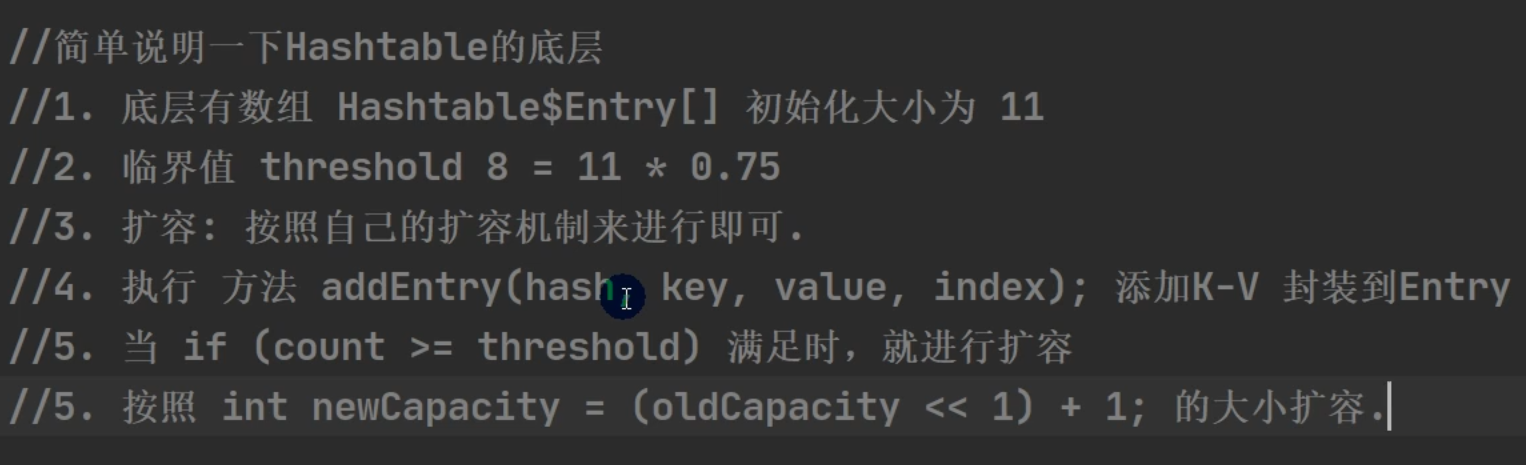 //简单说明一下Hashtable的底层
//1. 底层有数组 Hashtable$Entry[] 初始化大小为 11
//2. 临界值 threshold 8 = 11 * 0.75
//3. 扩容: 按照自己的扩容机制来进行即可.
//4. 执行 方法 addEntry(hash, key, value, index); 添加K-V 封装到Entry
//5. 当 if (count >= threshold) 满足时，就进行扩容
//5. 按照 int newCapacity = (oldCapacity << 1) + 1; 的大小扩容.